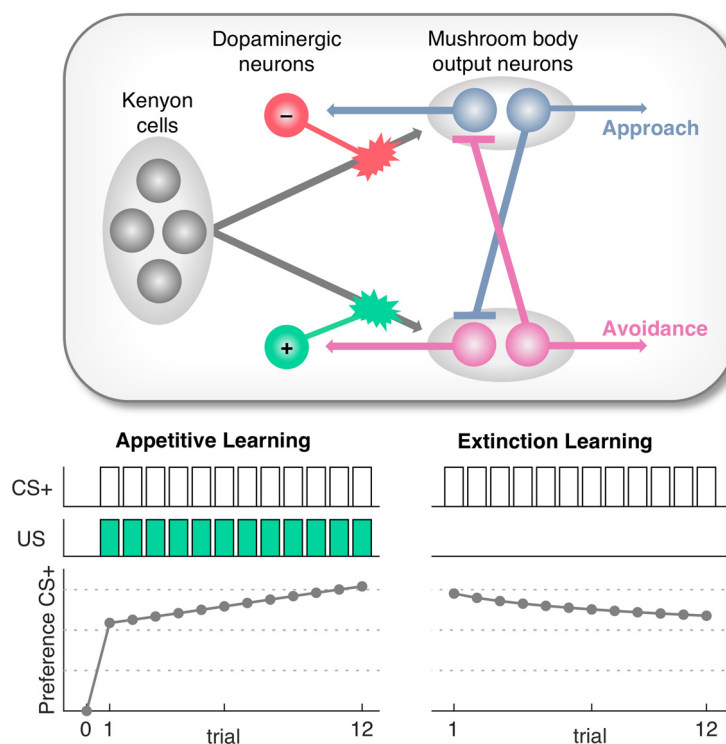 Dopaminergic
neurons
Mushroom body
output neurons
Kenyon
cells
−
Approach
+
Avoidance
Appetitive Learning
Extinction Learning
CS+
US
Preference CS+
0 1 trial 12
1 trial 12